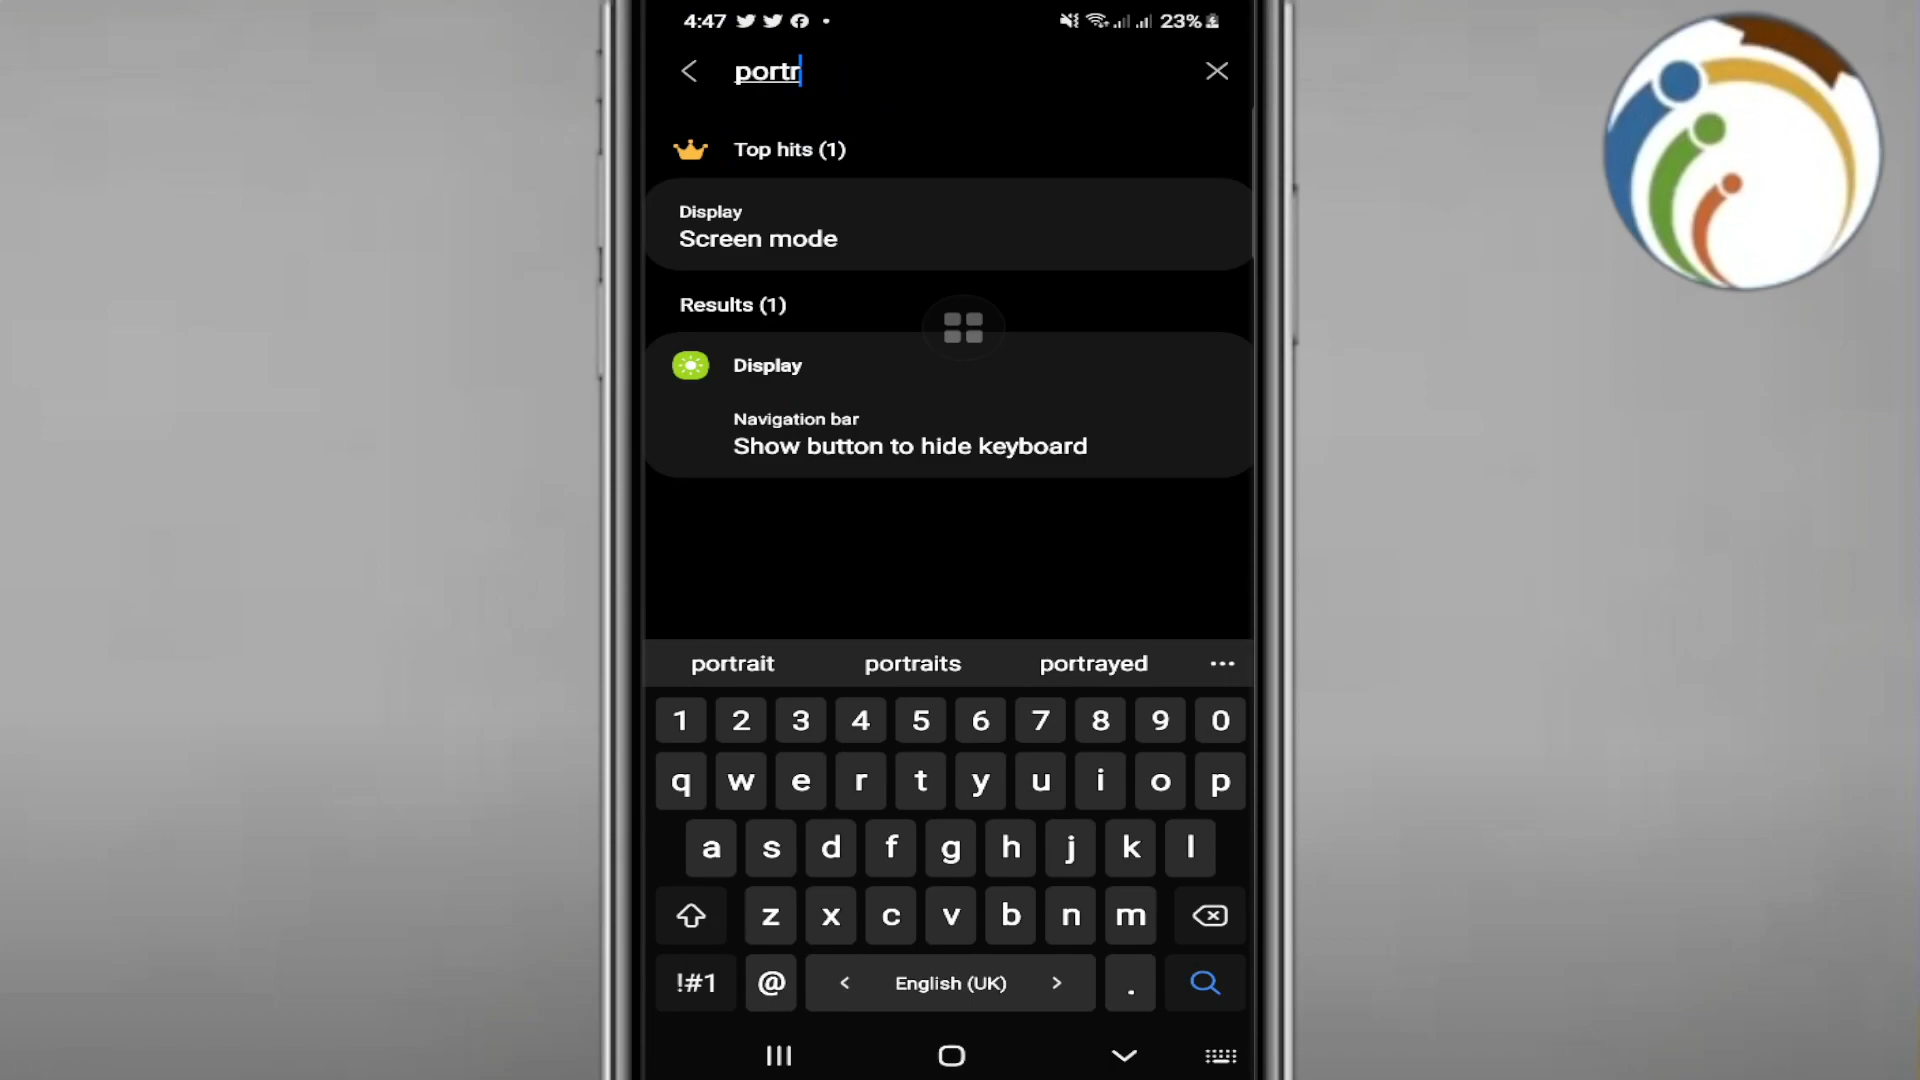 4:47 23%
portr
Top hits (1)
Display
Screen mode
Results (1)
Display
Navigation bar
Show button to hide keyboard
portrait portraits portrayed
1 2 3 4 5 6 7 8 9 0
q w e r t y u i o p
a s d f g h j k l
z x c v b n m
!#1 @ < English (UK) > .